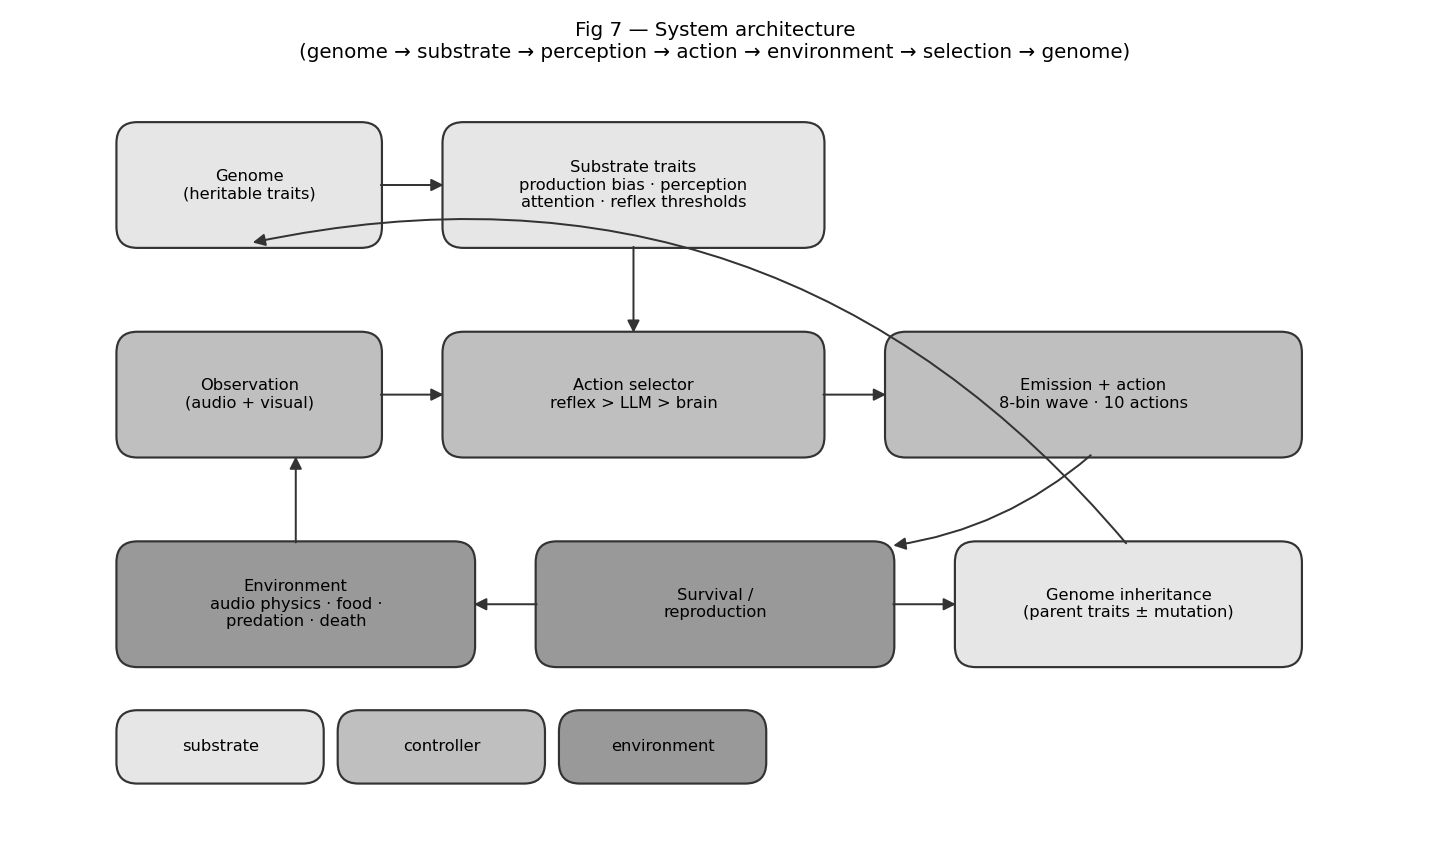 Fig 7 — System architecture
(genome → substrate → perception → action → environment → selection → genome)
Genome
(heritable traits)
Substrate traits
production bias · perception
attention · reflex thresholds
Observation
(audio + visual)
Action selector
reflex > LLM > brain
Emission + action
8-bin wave · 10 actions
Environment
audio physics · food ·
predation · death
Survival /
reproduction
Genome inheritance
(parent traits ± mutation)
substrate
controller
environment